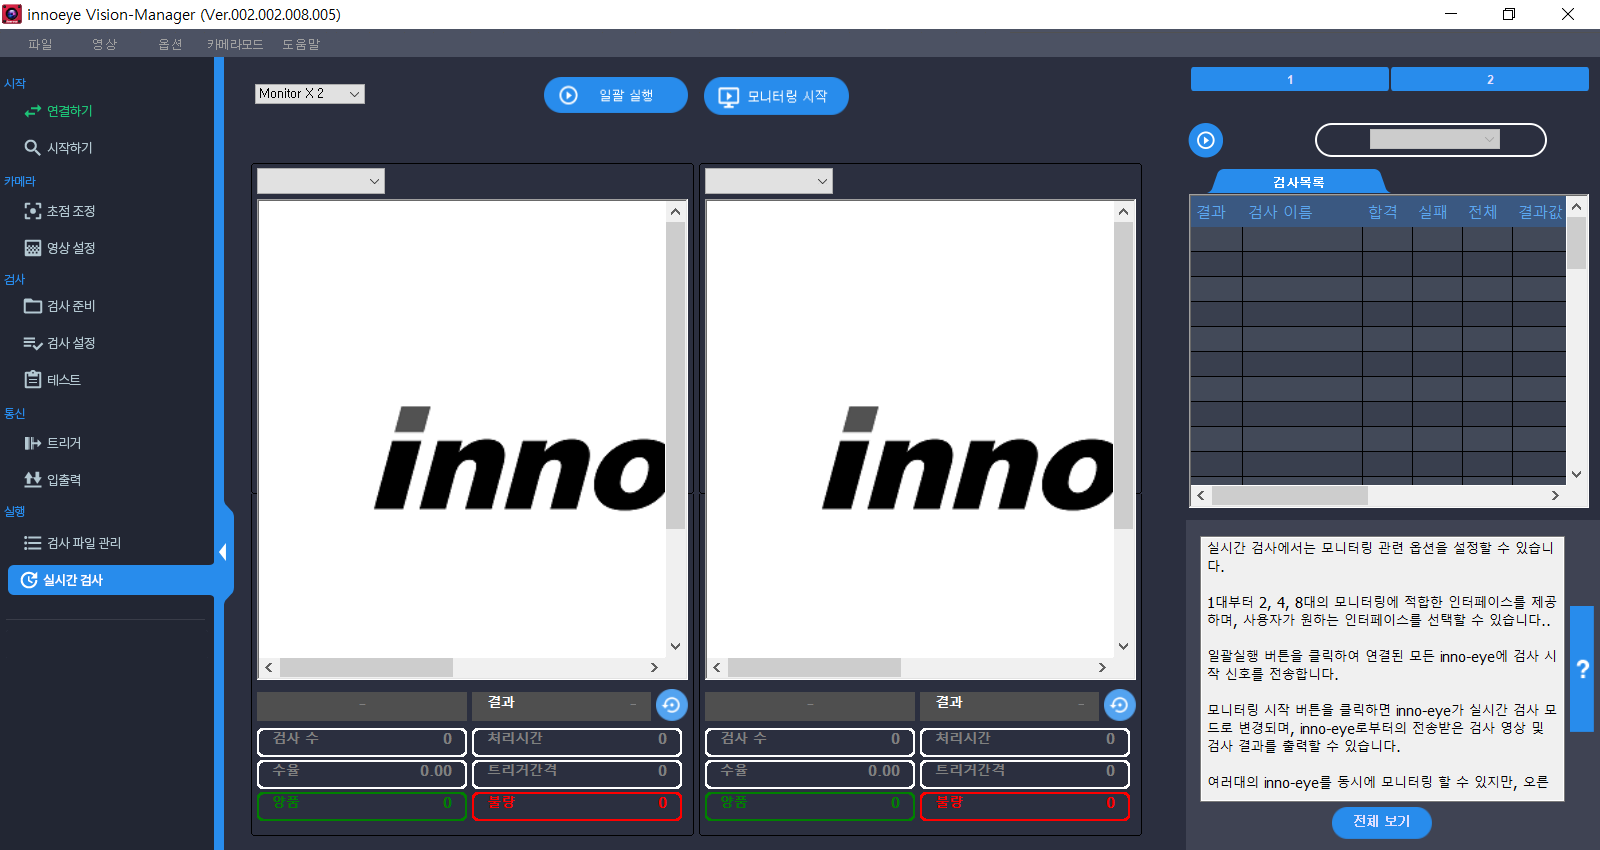 innoeye Vision-Manager (Ver.002.002.008.005)
파일 영상 옵션 카메라모드 도움말
시작
연결하기
시작하기
카메라
초점 조정
영상 설정
검사
검사 준비
검사 설정
테스트
통신
트리거
입출력
실행
검사 파일 관리
실시간 검사
Monitor X 2
일괄 실행
모니터링 시작
inno
- 결과 -
검사 수 0 처리시간 0
수율 0.00 트리거간격 0
양품 0 불량 0
inno
- 결과 -
검사 수 0 처리시간 0
수율 0.00 트리거간격 0
양품 0 불량 0
1 2
검사목록
결과 검사 이름 합격 실패 전체 결과값
실시간 검사에서는 모니터링 관련 옵션을 설정할 수 있습니
다.
1대부터 2, 4, 8대의 모니터링에 적합한 인터페이스를 제공
하며, 사용자가 원하는 인터페이스를 선택할 수 있습니다..
일괄실행 버튼을 클릭하여 연결된 모든 inno-eye에 검사 시
작 신호를 전송합니다.
모니터링 시작 버튼을 클릭하면 inno-eye가 실시간 검사 모
드로 변경되며, inno-eye로부터의 전송받은 검사 영상 및
검사 결과를 출력할 수 있습니다.
여러대의 inno-eye를 동시에 모니터링 할 수 있지만, 오른
?
전체 보기